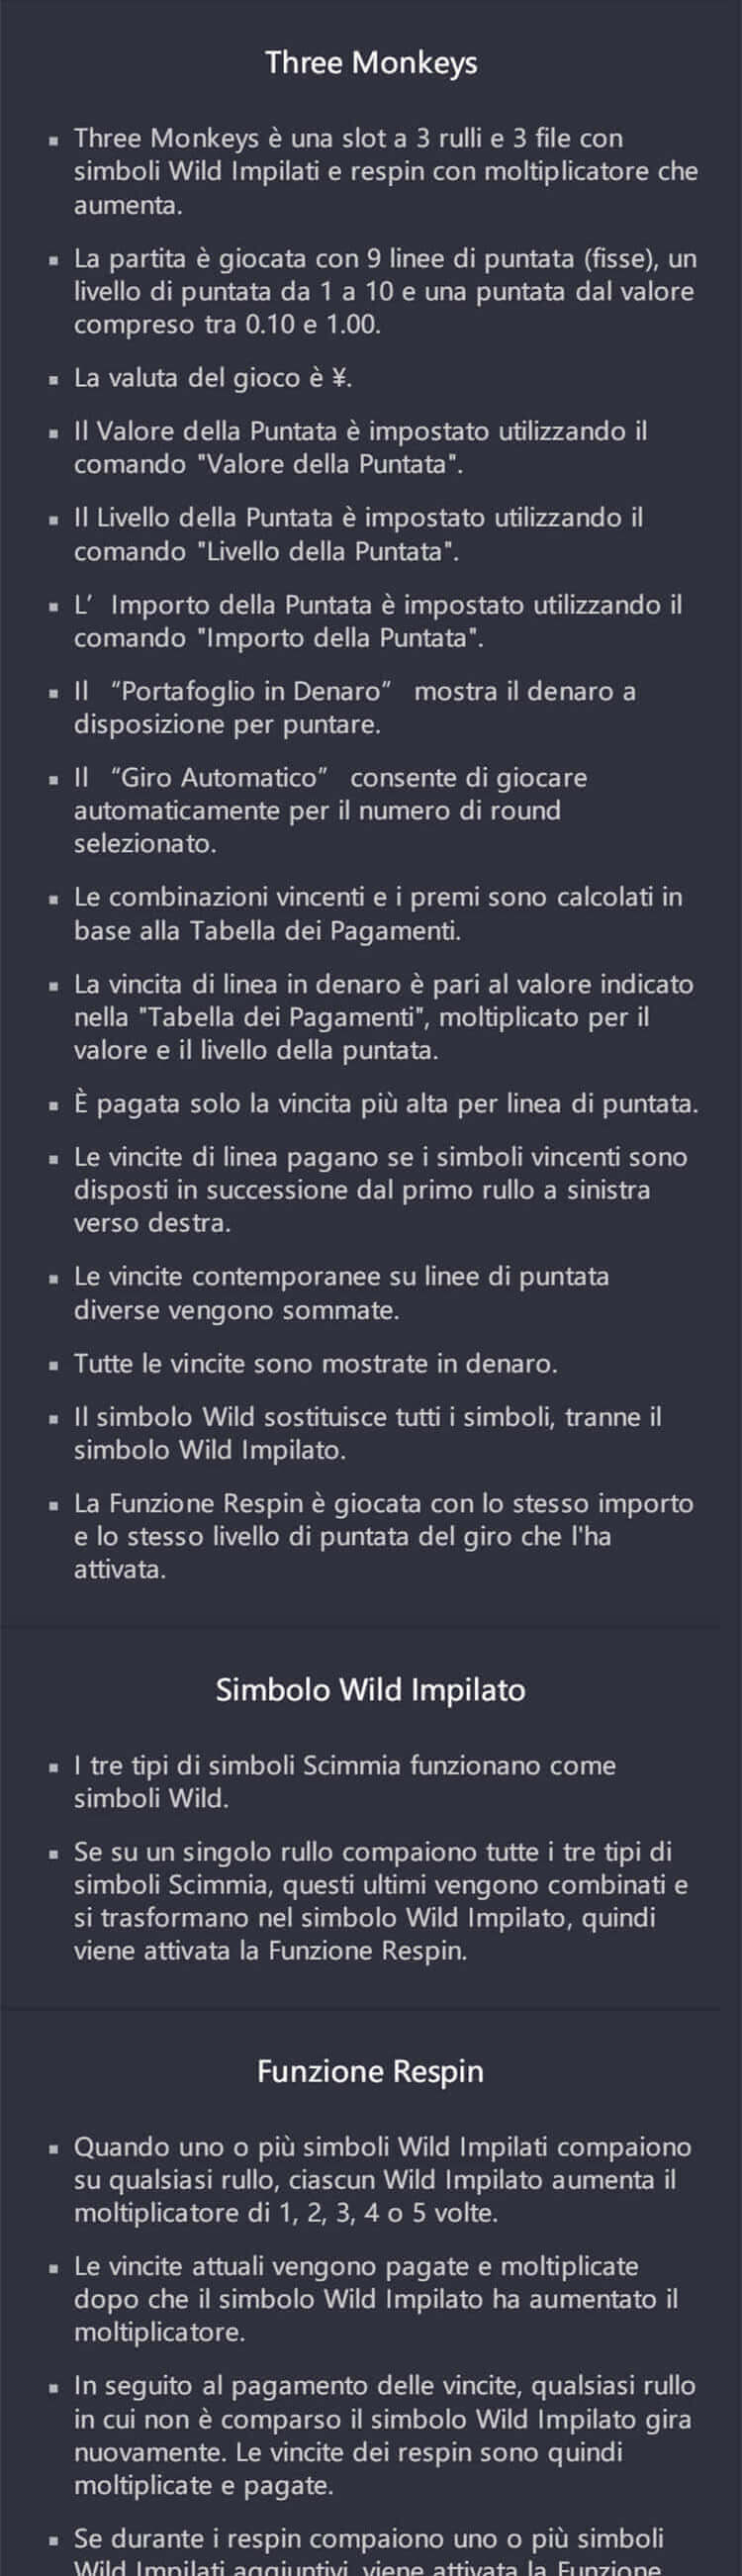 Three Monkeys
▪ Three Monkeys è una slot a 3 rulli e 3 file con
simboli Wild Impilati e respin con moltiplicatore che
aumenta.
▪ La partita è giocata con 9 linee di puntata (fisse), un
livello di puntata da 1 a 10 e una puntata dal valore
compreso tra 0.10 e 1.00.
▪ La valuta del gioco è ¥.
▪ Il Valore della Puntata è impostato utilizzando il
comando "Valore della Puntata".
▪ Il Livello della Puntata è impostato utilizzando il
comando "Livello della Puntata".
▪ L’ Importo della Puntata è impostato utilizzando il
comando "Importo della Puntata".
▪ Il “Portafoglio in Denaro” mostra il denaro a
disposizione per puntare.
▪ Il “Giro Automatico” consente di giocare
automaticamente per il numero di round
selezionato.
▪ Le combinazioni vincenti e i premi sono calcolati in
base alla Tabella dei Pagamenti.
▪ La vincita di linea in denaro è pari al valore indicato
nella "Tabella dei Pagamenti", moltiplicato per il
valore e il livello della puntata.
▪ È pagata solo la vincita più alta per linea di puntata.
▪ Le vincite di linea pagano se i simboli vincenti sono
disposti in successione dal primo rullo a sinistra
verso destra.
▪ Le vincite contemporanee su linee di puntata
diverse vengono sommate.
▪ Tutte le vincite sono mostrate in denaro.
▪ Il simbolo Wild sostituisce tutti i simboli, tranne il
simbolo Wild Impilato.
▪ La Funzione Respin è giocata con lo stesso importo
e lo stesso livello di puntata del giro che l'ha
attivata.
Simbolo Wild Impilato
▪ I tre tipi di simboli Scimmia funzionano come
simboli Wild.
▪ Se su un singolo rullo compaiono tutte i tre tipi di
simboli Scimmia, questi ultimi vengono combinati e
si trasformano nel simbolo Wild Impilato, quindi
viene attivata la Funzione Respin.
Funzione Respin
▪ Quando uno o più simboli Wild Impilati compaiono
su qualsiasi rullo, ciascun Wild Impilato aumenta il
moltiplicatore di 1, 2, 3, 4 o 5 volte.
▪ Le vincite attuali vengono pagate e moltiplicate
dopo che il simbolo Wild Impilato ha aumentato il
moltiplicatore.
▪ In seguito al pagamento delle vincite, qualsiasi rullo
in cui non è comparso il simbolo Wild Impilato gira
nuovamente. Le vincite dei respin sono quindi
moltiplicate e pagate.
▪ Se durante i respin compaiono uno o più simboli
Wild Impilati aggiuntivi, viene attivata la Funzione